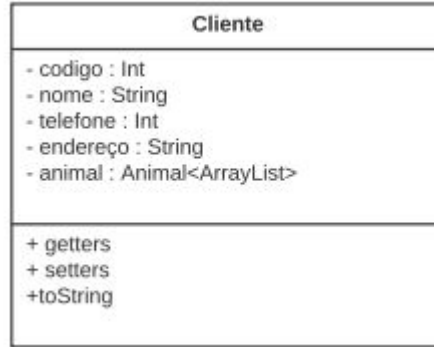 Cliente
- codigo : Int
- nome : String
- telefone : Int
- endereço : String
- animal : Animal<ArrayList>
+ getters
+ setters
+toString